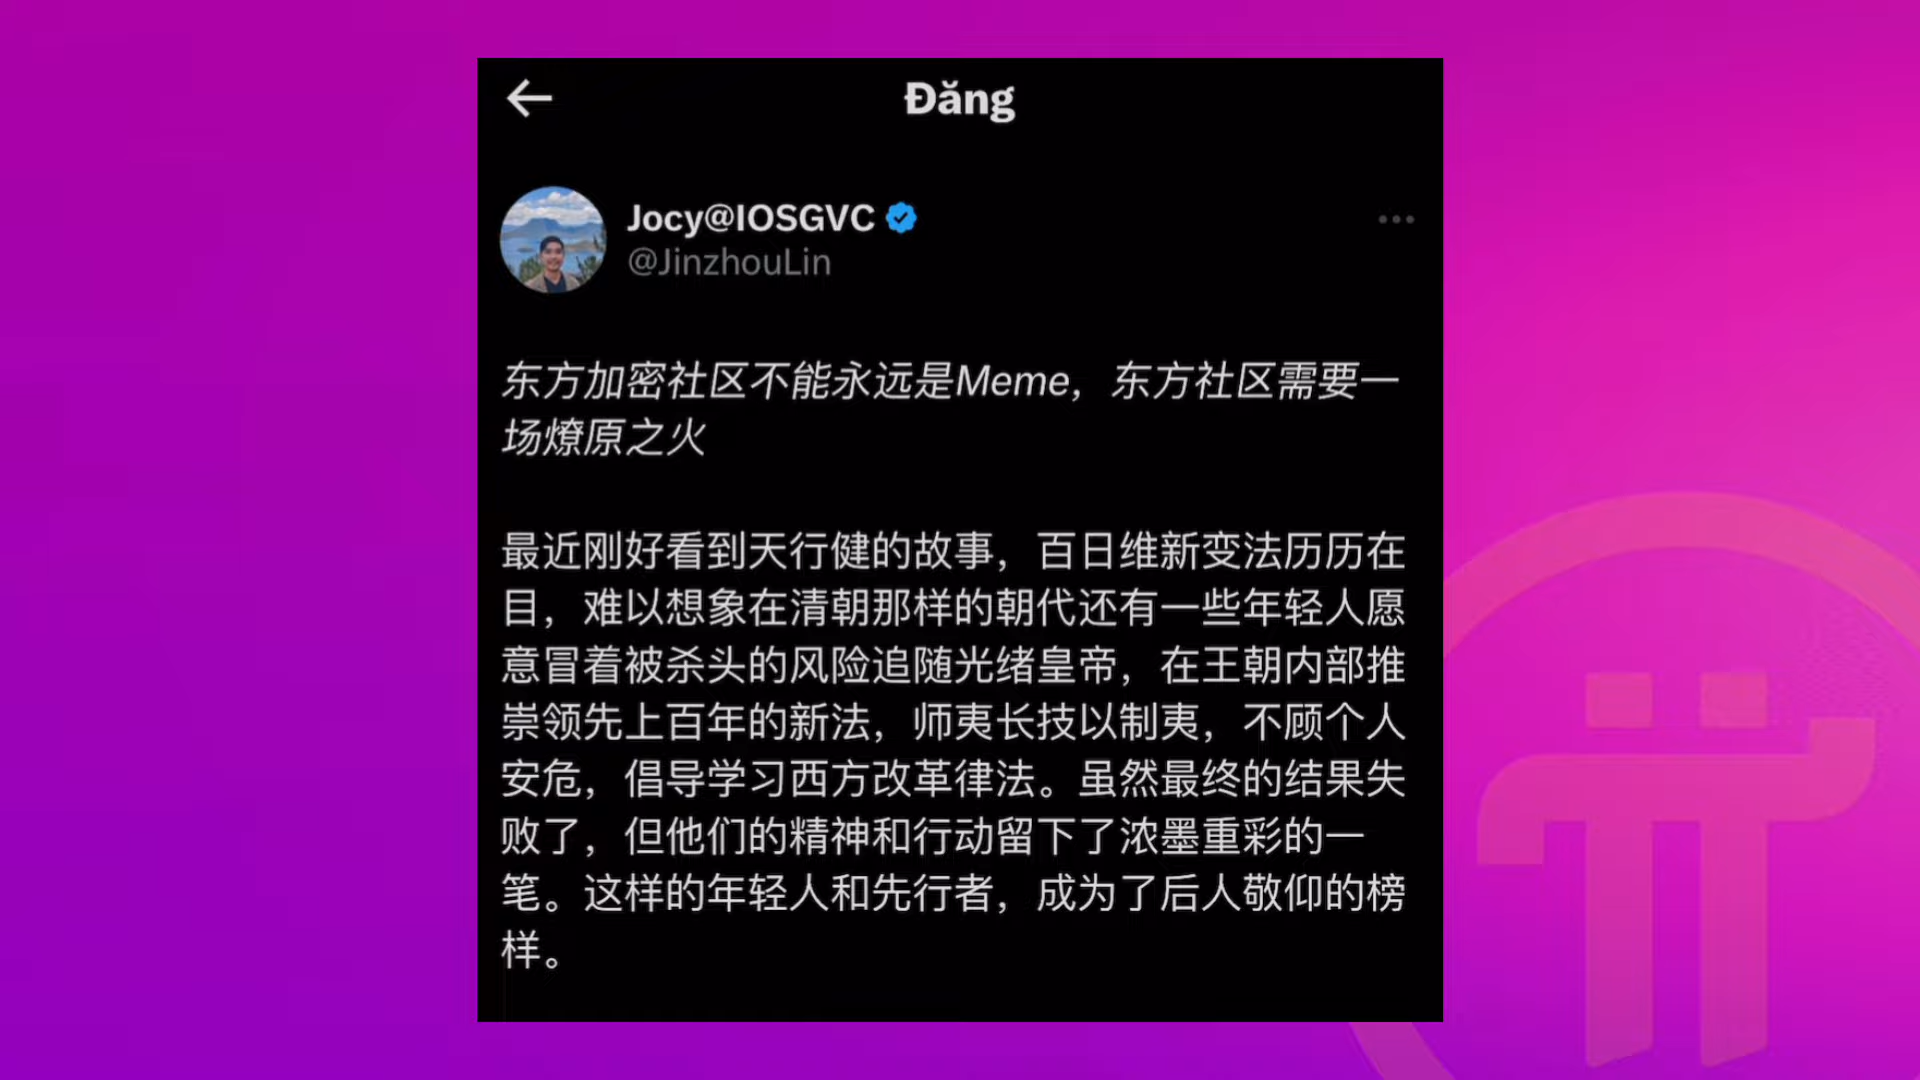 Đăng
Jocy@IOSGVC
@JinzhouLin
东方加密社区不能永远是Meme，东方社区需要一
场燎原之火
最近刚好看到天行健的故事，百日维新变法历历在
目，难以想象在清朝那样的朝代还有一些年轻人愿
意冒着被杀头的风险追随光绪皇帝，在王朝内部推
崇领先上百年的新法，师夷长技以制夷，不顾个人
安危，倡导学习西方改革律法。虽然最终的结果失
败了，但他们的精神和行动留下了浓墨重彩的一
笔。这样的年轻人和先行者，成为了后人敬仰的榜
样。